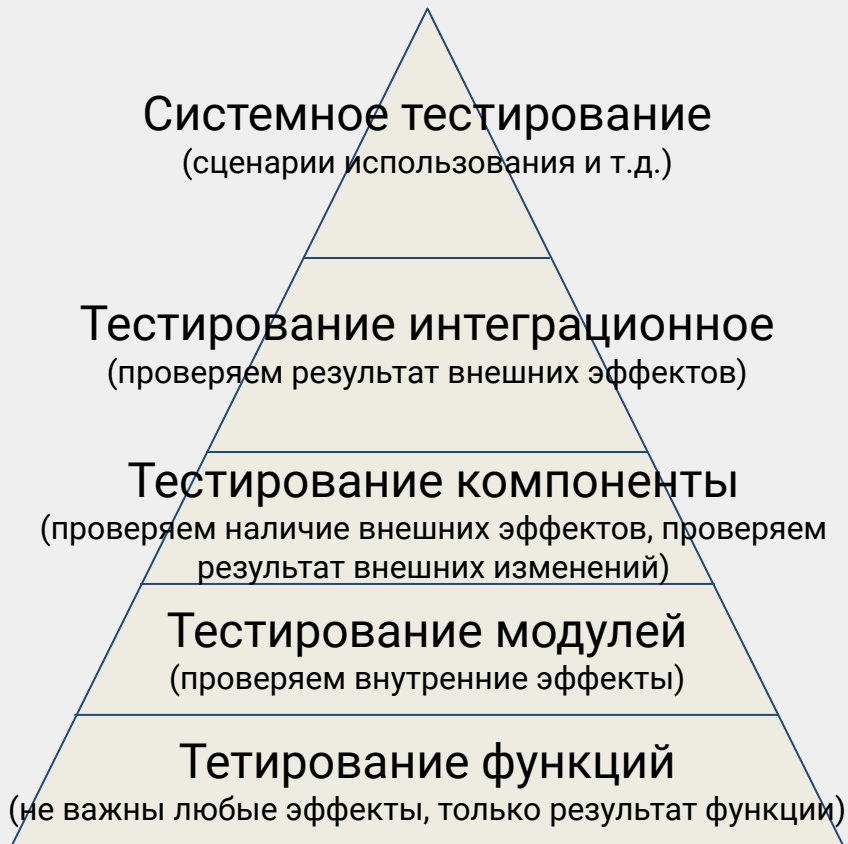 Системное тестирование
(сценарии использования и т.д.)
Тестирование интеграционное
(проверяем результат внешних эффектов)
Тестирование компоненты
(проверяем наличие внешних эффектов, проверяем
результат внешних изменений)
Тестирование модулей
(проверяем внутренние эффекты)
Тетирование функций
(не важны любые эффекты, только результат функции)